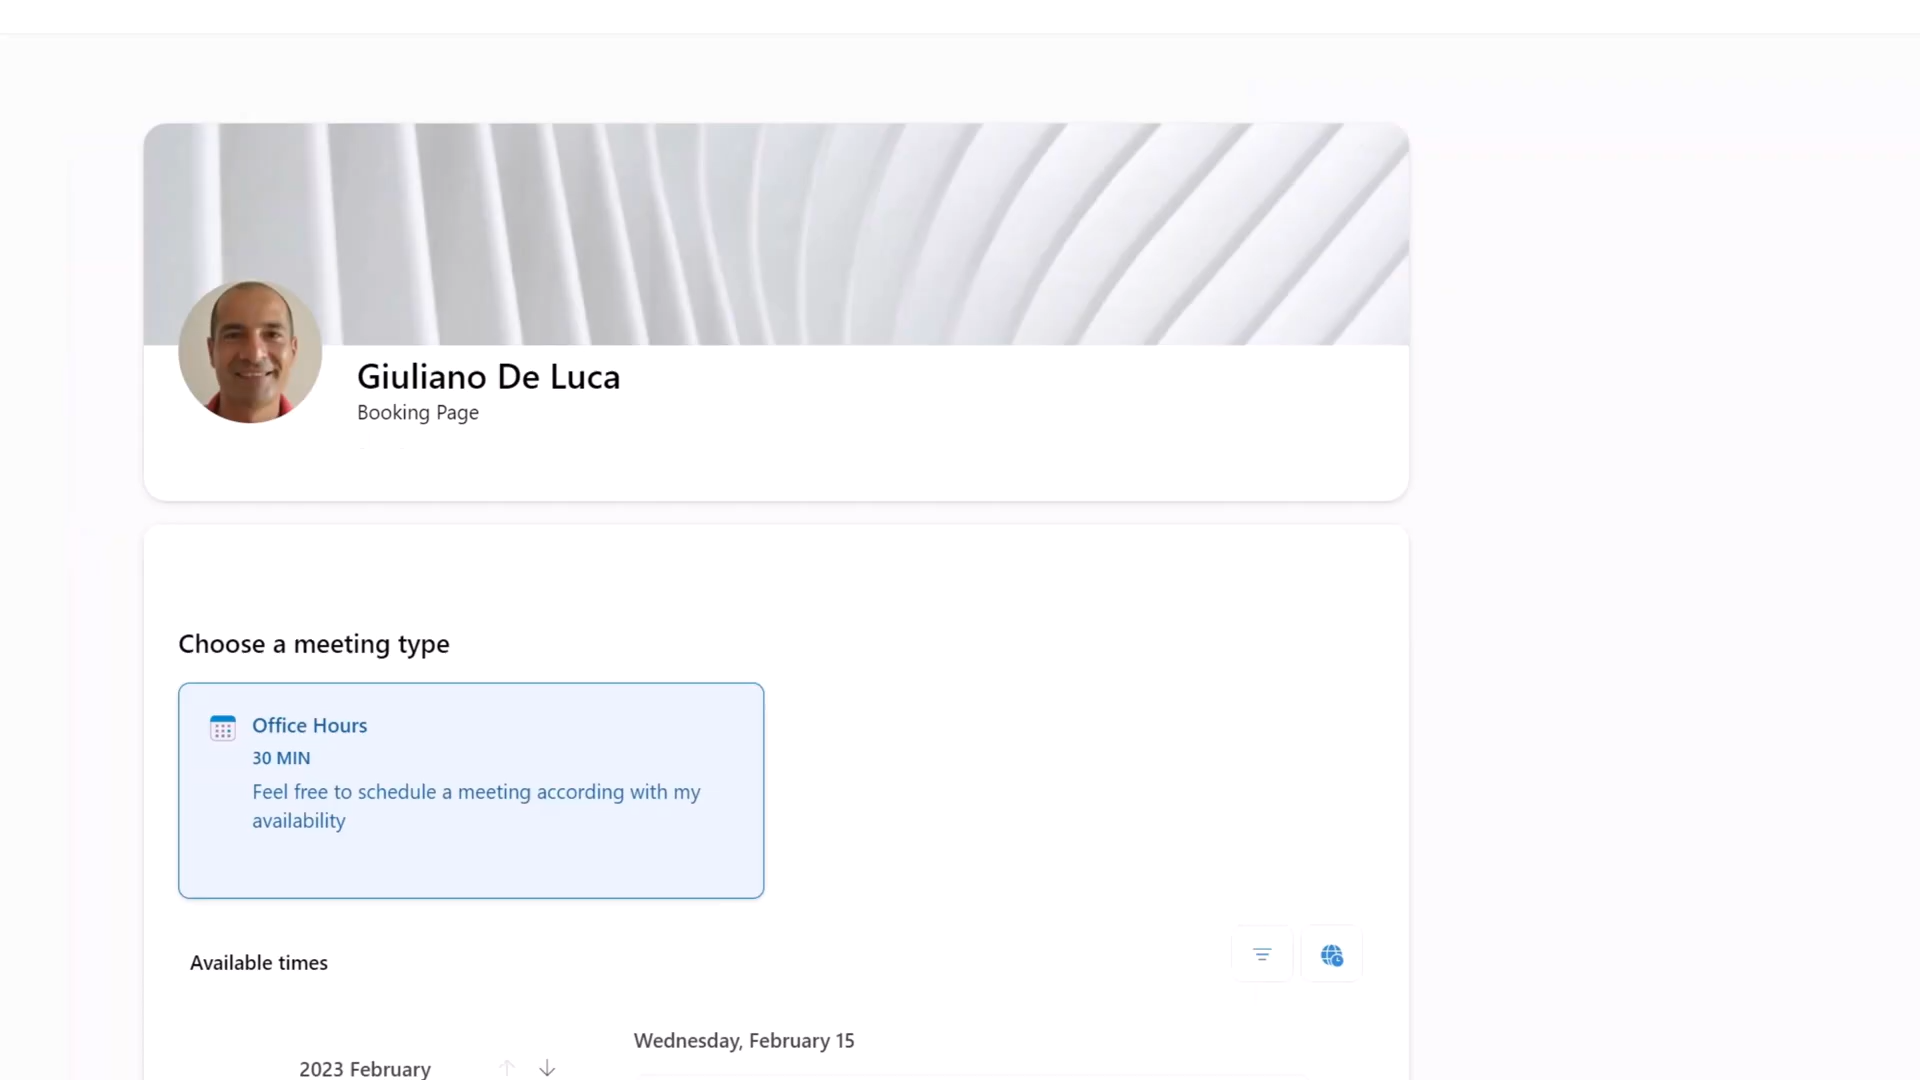 Giuliano De Luca
Booking Page
Choose a meeting type
Office Hours
30 MIN
Feel free to schedule a meeting according with my
availability
Available times
Wednesday, February 15
2023 February